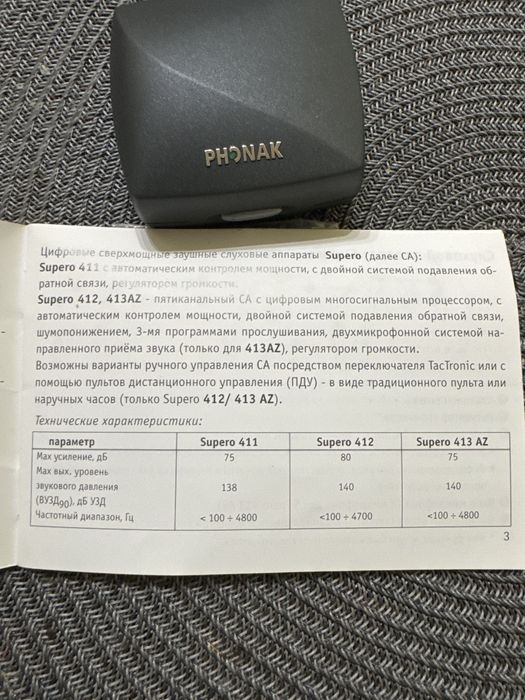 PHONAK
Цифровые сверхмощные заушные слуховые аппараты Supero (далее СА):
Supero 411 с автоматическим контролем мощности, с двойной системой подавления об-
ратной связи, регулятором громкости.
Supero 412, 413AZ - пятиканальный СА с цифровым многосигнальным процессором, с
автоматическим контролем мощности, двойной системой подавления обратной связи,
шумопонижением, 3-мя программами прослушивания, двухмикрофонной системой на-
правленного приёма звука (только для 413AZ), регулятором громкости.
Возможны варианты ручного управления СА посредством переключателя TacTronic или с
помощью пультов дистанционного управления (ПДУ) - в виде традиционного пульта или
наручных часов (только Supero 412/ 413 AZ).
Технические характеристики:
параметр Supero 411 Supero 412 Supero 413 AZ
Мах усиление, дБ 75 80 75
Мах вых. уровень
звукового давления 138 140 140
(ВУЗД90), дБ УЗД
Частотный диапазон, Гц < 100 ÷ 4800 <100 ÷ 4700 <100 ÷ 4800
3